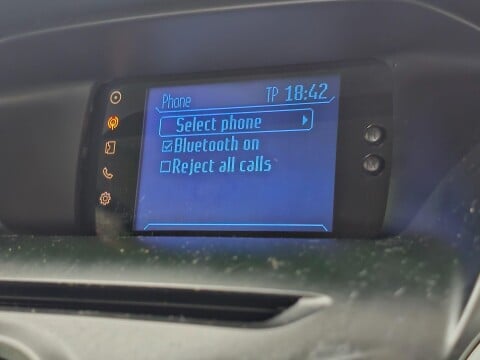 Phone TP 18:42
Select phone
Bluetooth on
Reject all calls